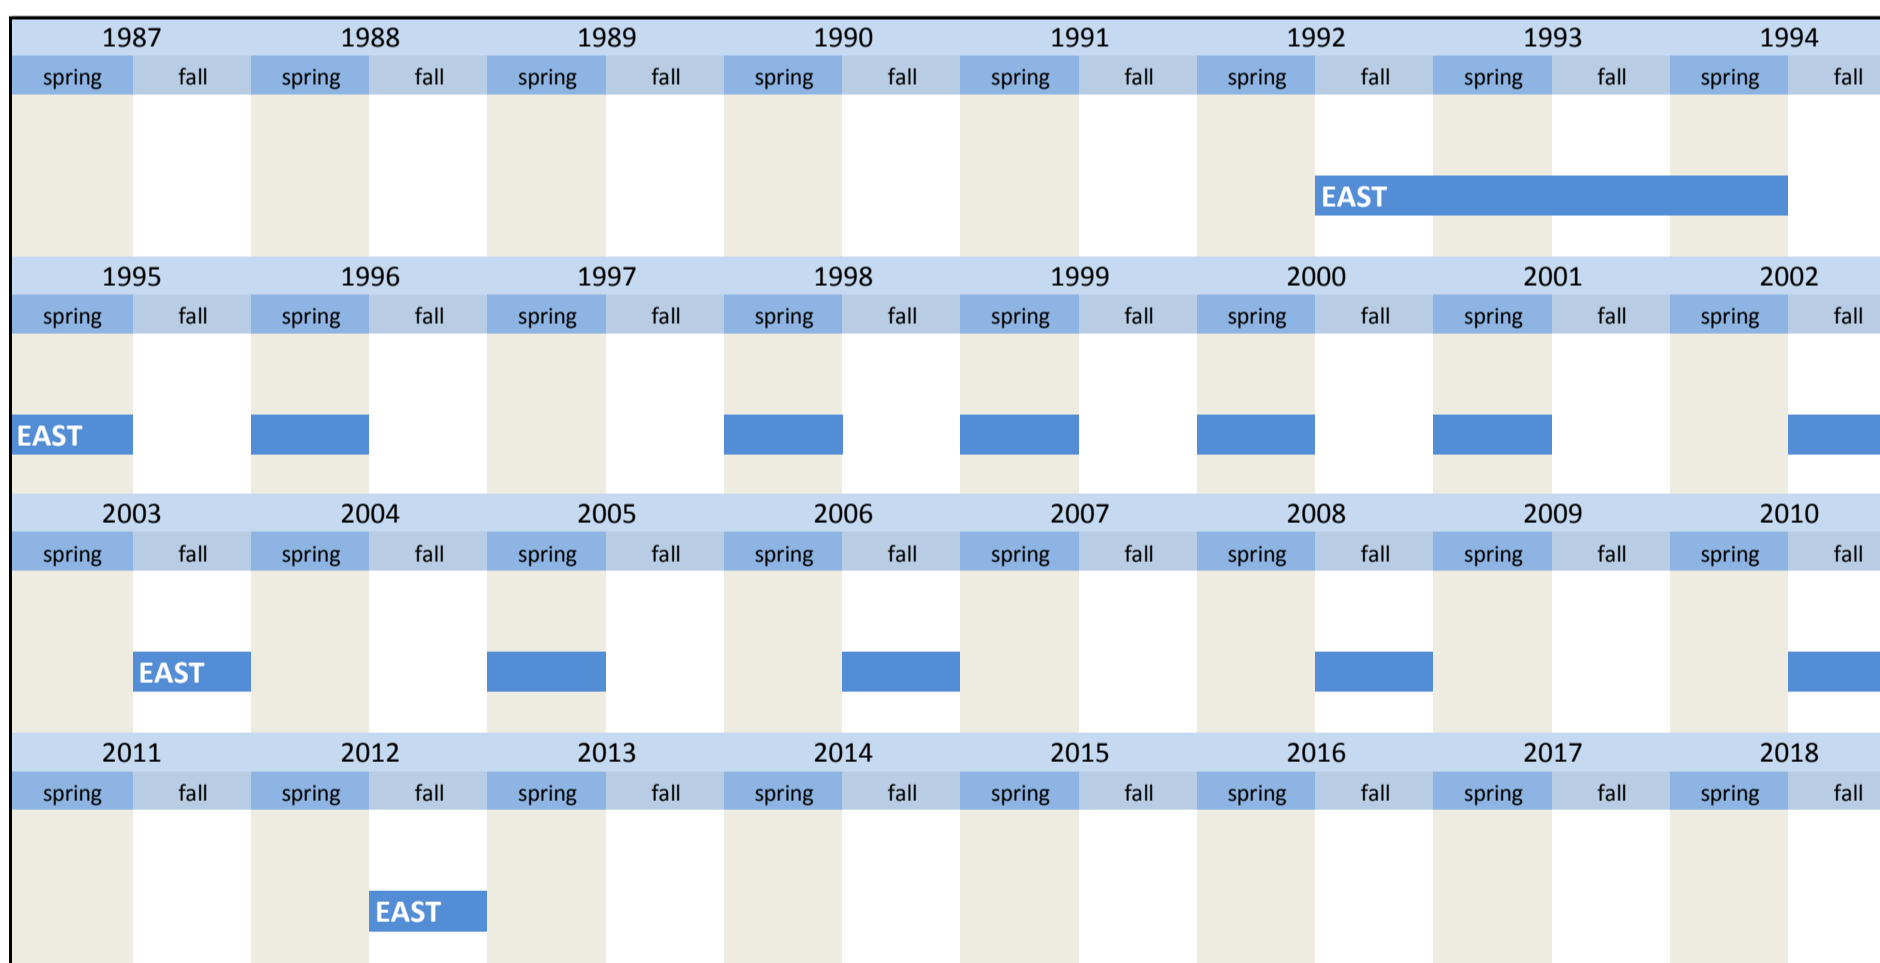 1987 1988 1989 1990 1991 1992 1993 1994
spring fall spring fall spring fall spring fall spring fall spring fall spring fall spring fall
EAST
1995 1996 1997 1998 1999 2000 2001 2002
spring fall spring fall spring fall spring fall spring fall spring fall spring fall spring fall
EAST
2003 2004 2005 2006 2007 2008 2009 2010
spring fall spring fall spring fall spring fall spring fall spring fall spring fall spring fall
EAST
2011 2012 2013 2014 2015 2016 2017 2018
spring fall spring fall spring fall spring fall spring fall spring fall spring fall spring fall
EAST